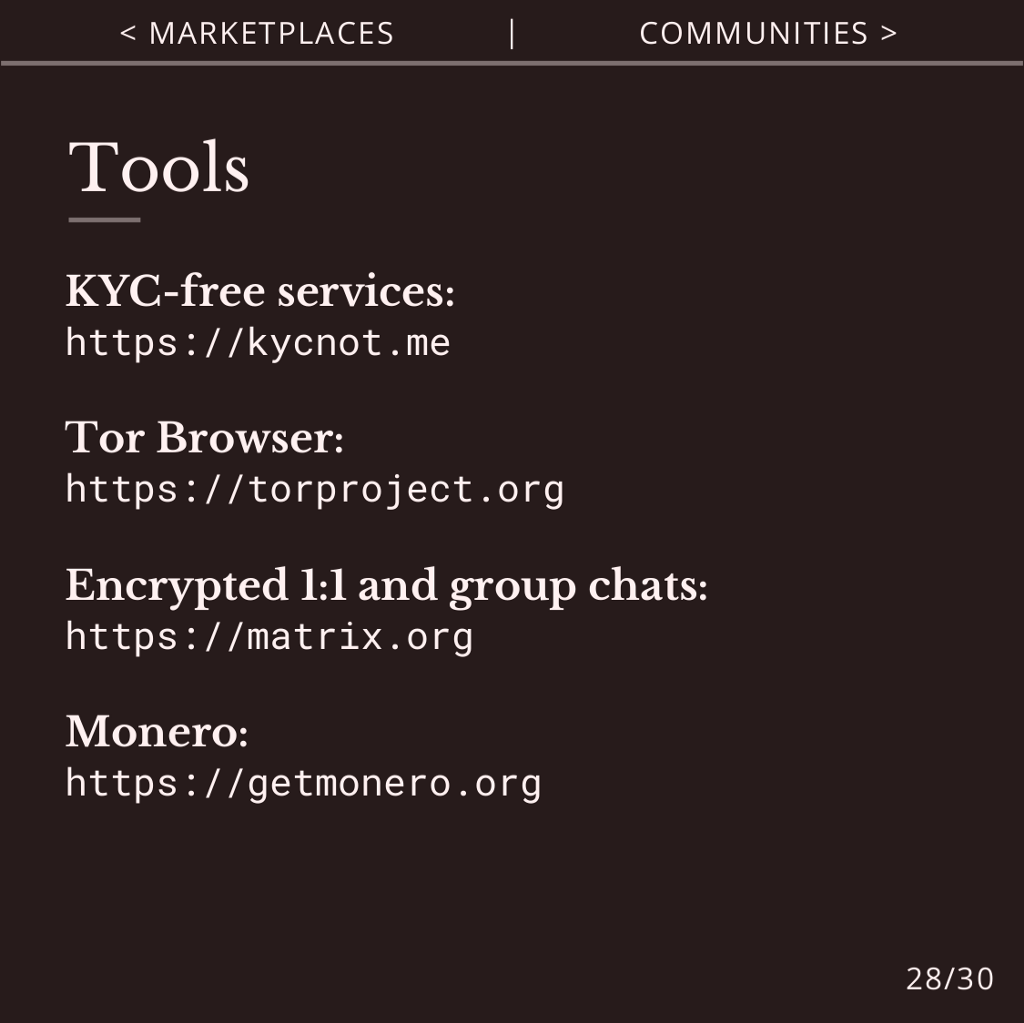 < MARKETPLACES | COMMUNITIES >
Tools
KYC-free services:
https://kycnot.me
Tor Browser:
https://torproject.org
Encrypted 1:1 and group chats:
https://matrix.org
Monero:
https://getmonero.org
28/30